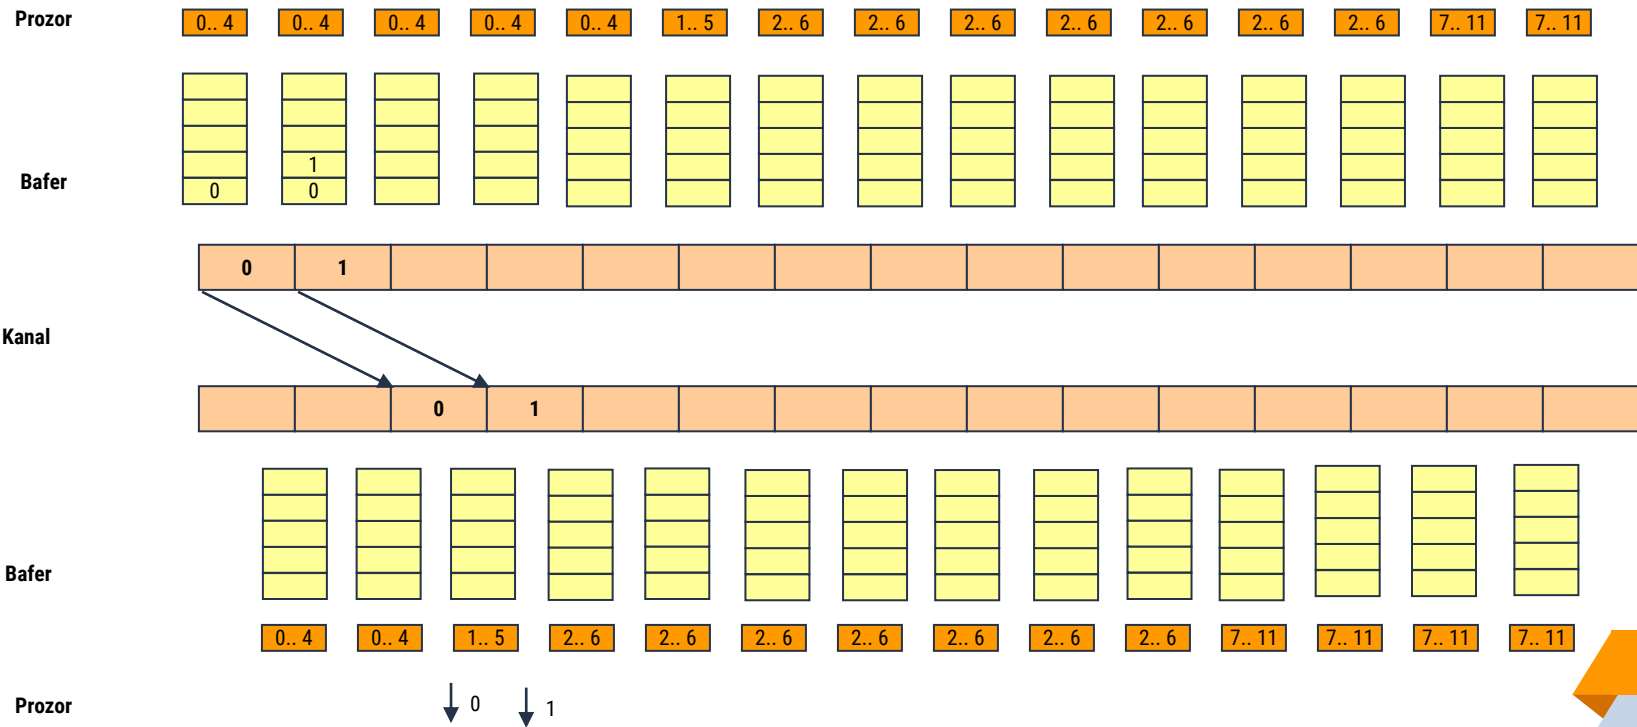 Prozor 0.. 4 0.. 4 0.. 4 0.. 4 0.. 4 1.. 5 2.. 6 2.. 6 2.. 6 2.. 6 2.. 6 2.. 6 2.. 6 7.. 11 7.. 11
1
Bafer 0 0
0 1
Kanal
0 1
Bafer
0.. 4 0.. 4 1.. 5 2.. 6 2.. 6 2.. 6 2.. 6 2.. 6 2.. 6 2.. 6 7.. 11 7.. 11 7.. 11 7.. 11
Prozor 0 1